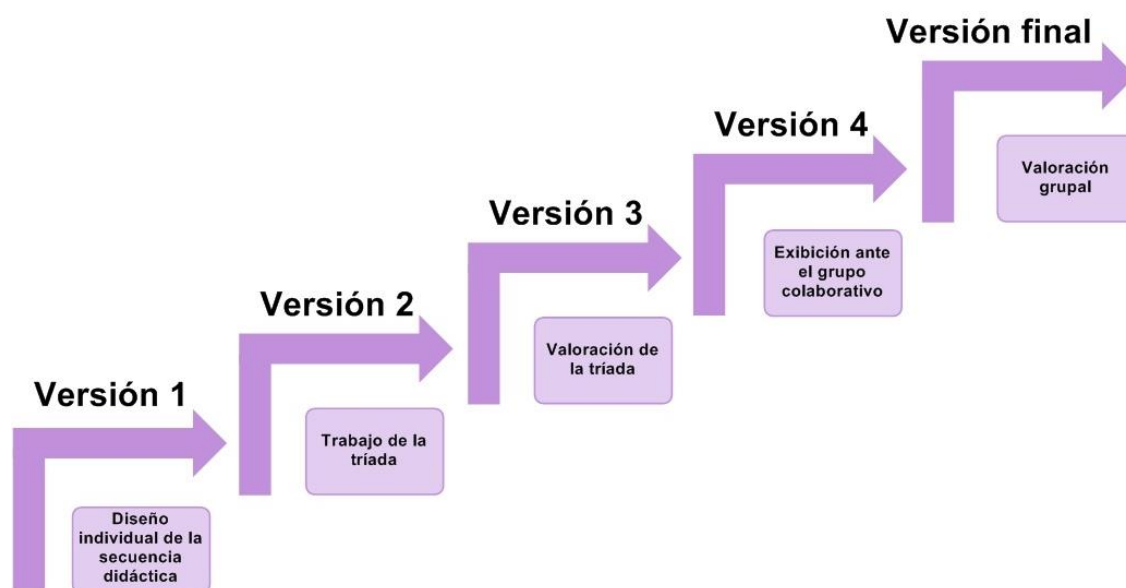 Versión 1
Diseño
individual de la
secuencia
didáctica
Versión 2
Trabajo de la
tríada
Versión 3
Valoración de
la tríada
Versión 4
Exibición ante
el grupo
colaborativo
Versión final
Valoración
grupal